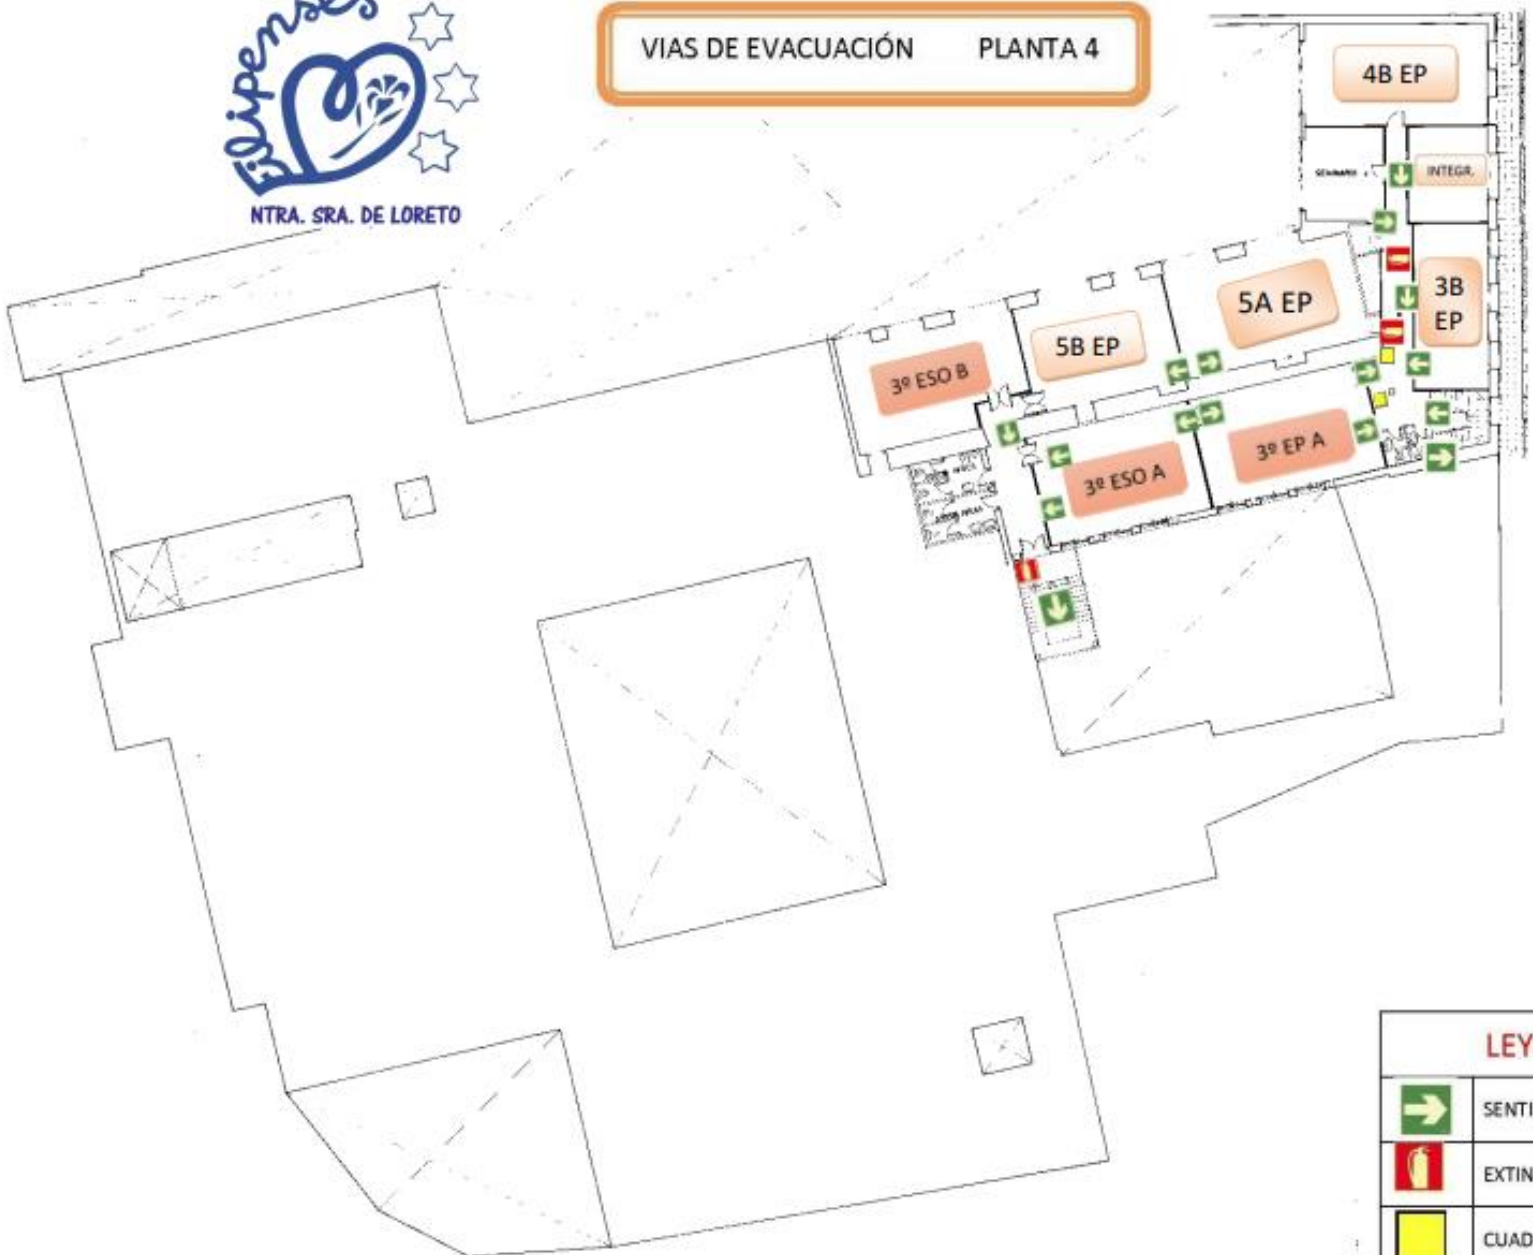 Filipenses
NTRA. SRA. DE LORETO
VIAS DE EVACUACIÓN PLANTA 4
4B EP
SEMINARIO
INTEGR.
3B
EP
5A EP
5B EP
3º ESO B
3º EP A
3º ESO A
LEY
SENTI
EXTIN
CUAD